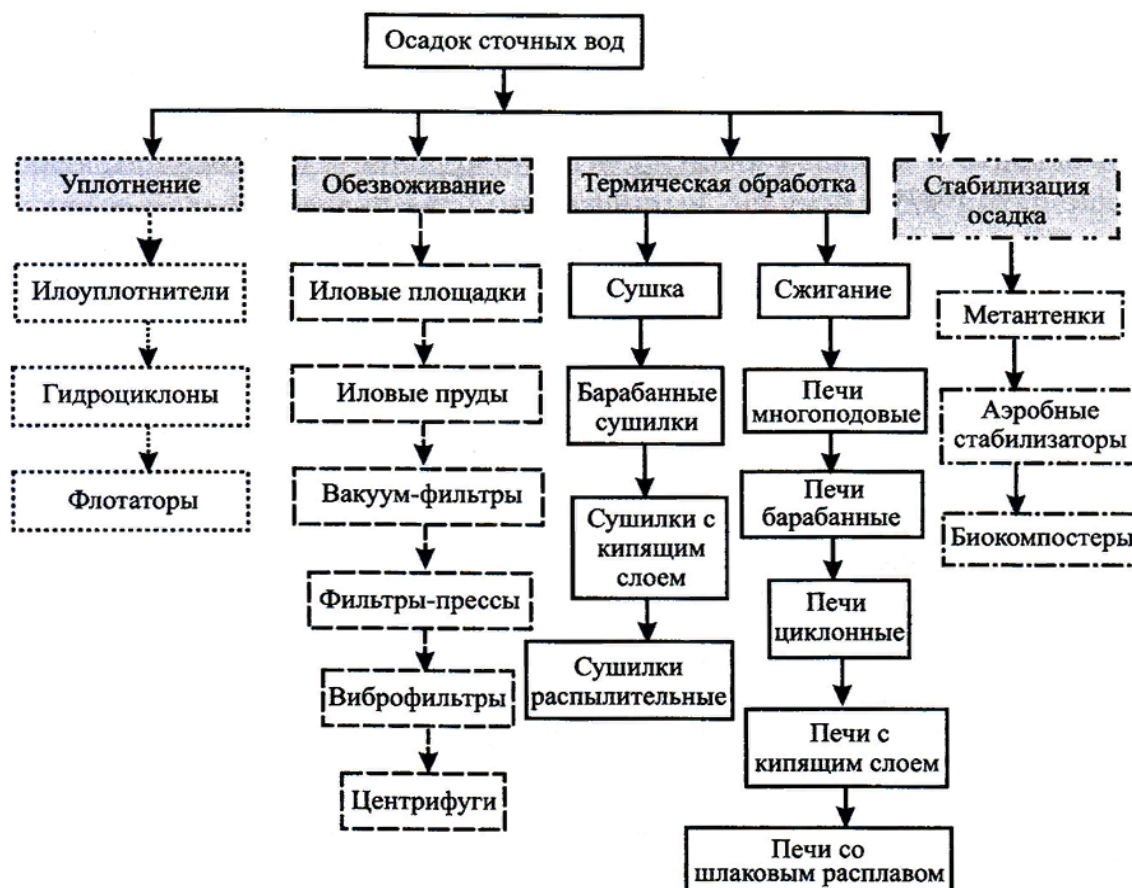 Осадок сточных вод
Уплотнение
Обезвоживание
Термическая обработка
Стабилизация
осадка
Илоуплотнители
Гидроциклоны
Флотаторы
Иловые площадки
Иловые пруды
Вакуум-фильтры
Фильтры-прессы
Виброфильтры
Центрифуги
Сушка
Барабанные
сушилки
Сушилки с
кипящим
слоем
Сушилки
распылительные
Сжигание
Печи
многоподовые
Печи
барабанные
Печи
циклонные
Печи с
кипящим слоем
Печи со
шлаковым расплавом
Метантенки
Аэробные
стабилизаторы
Биокомпостеры